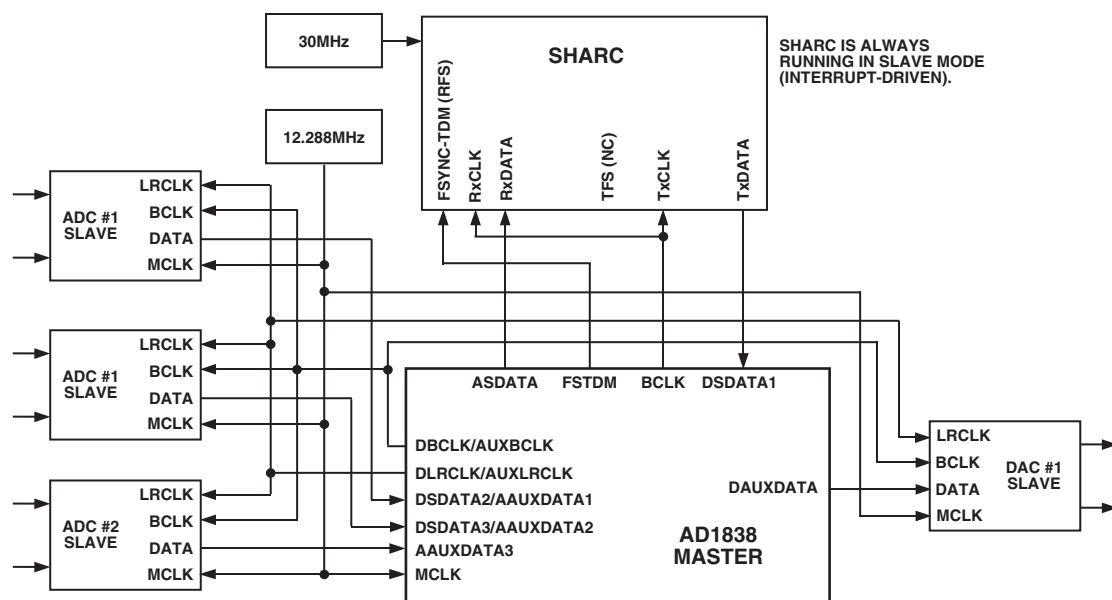 30MHz
SHARC
SHARC IS ALWAYS
RUNNING IN SLAVE MODE
(INTERRUPT-DRIVEN).
12.288MHz
FSYNC-TDM (RFS)
RxCLK
RxDATA
TFS (NC)
TxCLK
TxDATA
ADC #1
SLAVE
LRCLK
BCLK
DATA
MCLK
ADC #1
SLAVE
LRCLK
BCLK
DATA
MCLK
ADC #2
SLAVE
LRCLK
BCLK
DATA
MCLK
ASDATA
FSTDM
BCLK
DSDATA1
DBCLK/AUXBCLK
DLRCLK/AUXLRCLK
DSDATA2/AAUXDATA1
DSDATA3/AAUXDATA2
AAUXDATA3
MCLK
DAUXDATA
AD1838
MASTER
LRCLK
BCLK
DATA
MCLK
DAC #1
SLAVE